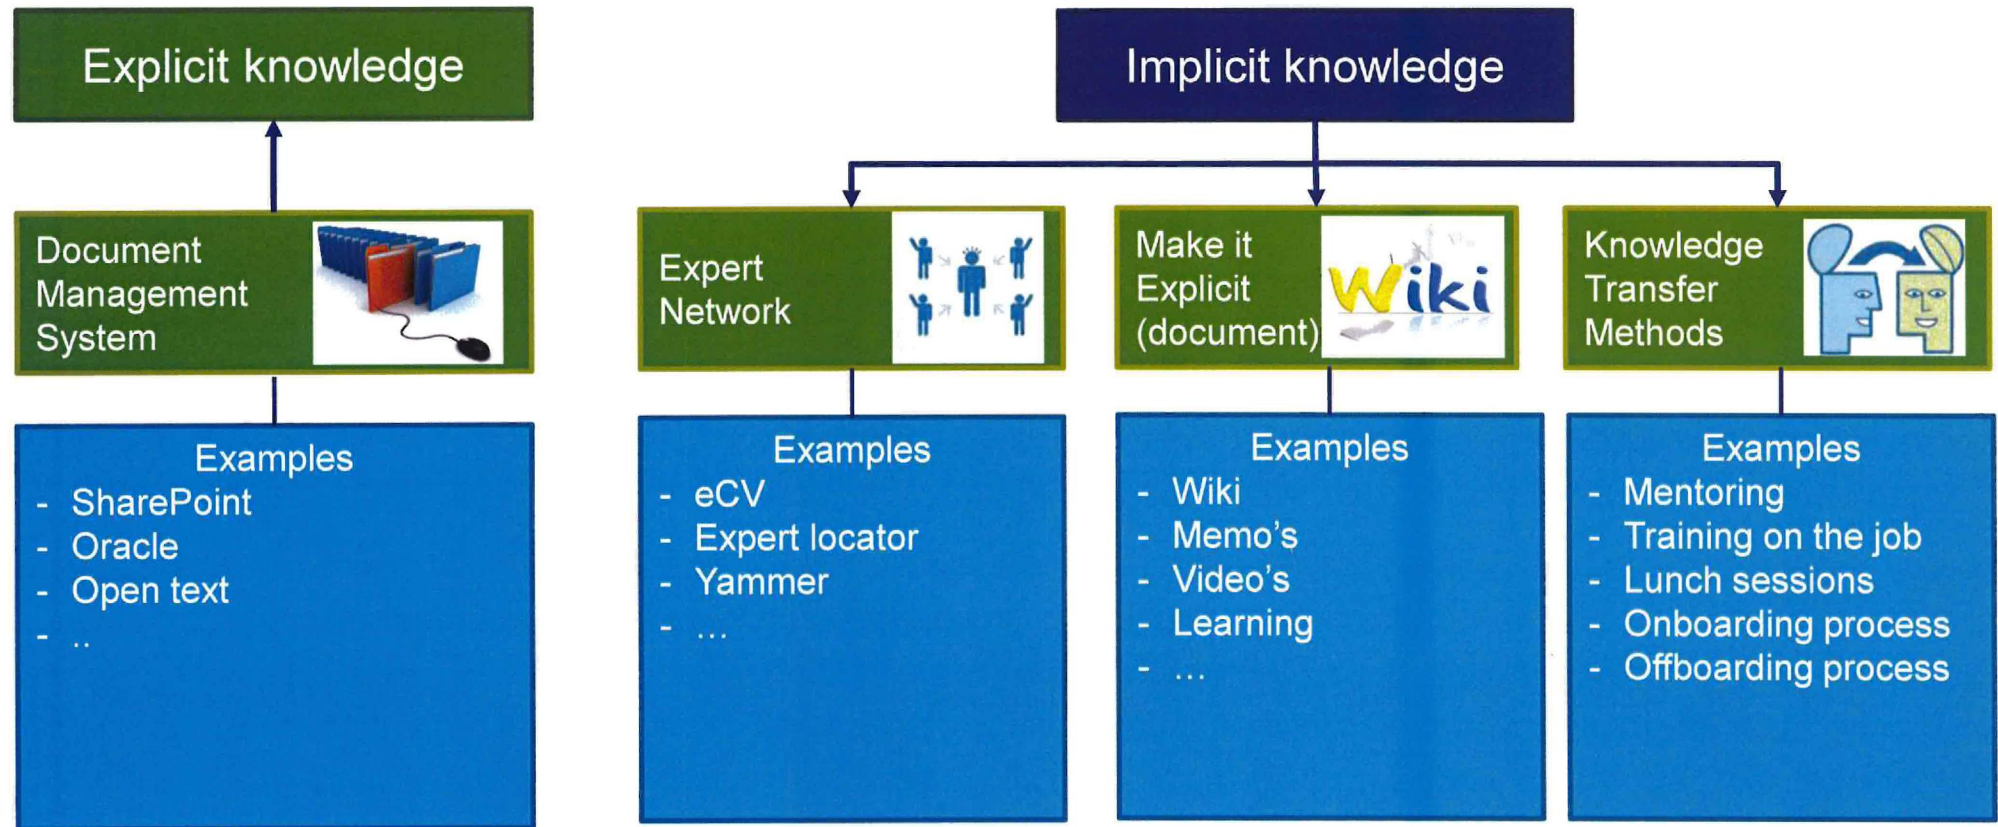 Explicit knowledge
Document
Management
System
Examples
- SharePoint
- Oracle
- Open text
- ..
Implicit knowledge
Expert
Network
Examples
- eCV
- Expert locator
- Yammer
- ...
Make it
Explicit
(document)
Wiki
Examples
- Wiki
- Memo's
- Video's
- Learning
- ...
Knowledge
Transfer
Methods
Examples
- Mentoring
- Training on the job
- Lunch sessions
- Onboarding process
- Offboarding process